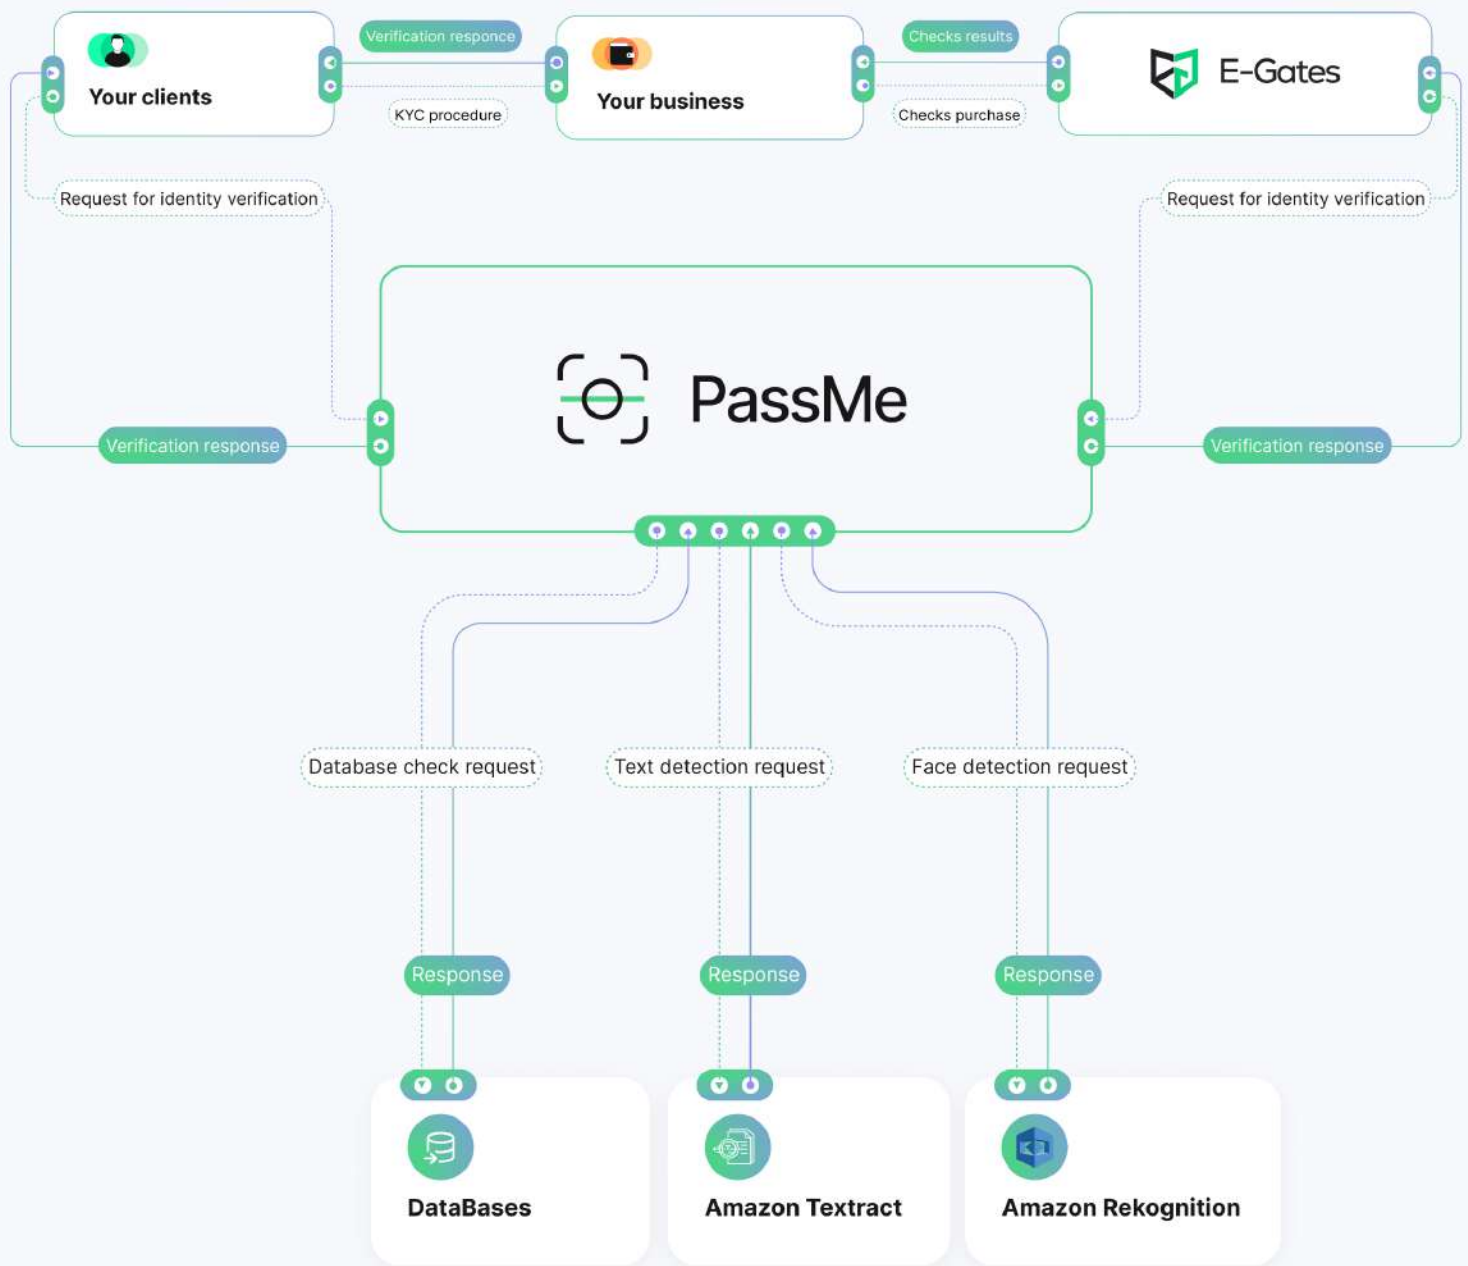 Verification responce
Checks results
Your clients
Your business
E-Gates
KYC procedure
Checks purchase
Request for identity verification
Request for identity verification
PassMe
Verification response
Verification response
Database check request
Text detection request
Face detection request
Response
Response
Response
DataBases
Amazon Textract
Amazon Rekognition